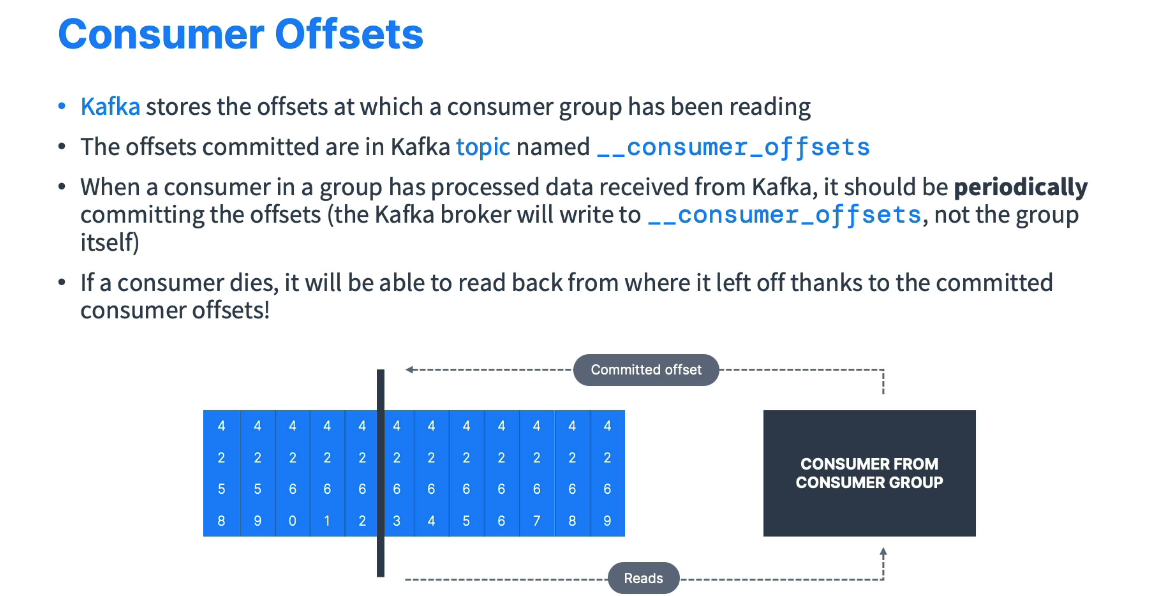 Consumer Offsets
• Kafka stores the offsets at which a consumer group has been reading
• The offsets committed are in Kafka topic named __consumer_offsets
• When a consumer in a group has processed data received from Kafka, it should be periodically
committing the offsets (the Kafka broker will write to __consumer_offsets, not the group
itself)
• If a consumer dies, it will be able to read back from where it left off thanks to the committed
consumer offsets!
Committed offset
4 4 4 4 4 4 4 4 4 4 4 4
2 2 2 2 2 2 2 2 2 2 2 2
5 5 6 6 6 6 6 6 6 6 6 6
8 9 0 1 2 3 4 5 6 7 8 9
CONSUMER FROM
CONSUMER GROUP
Reads